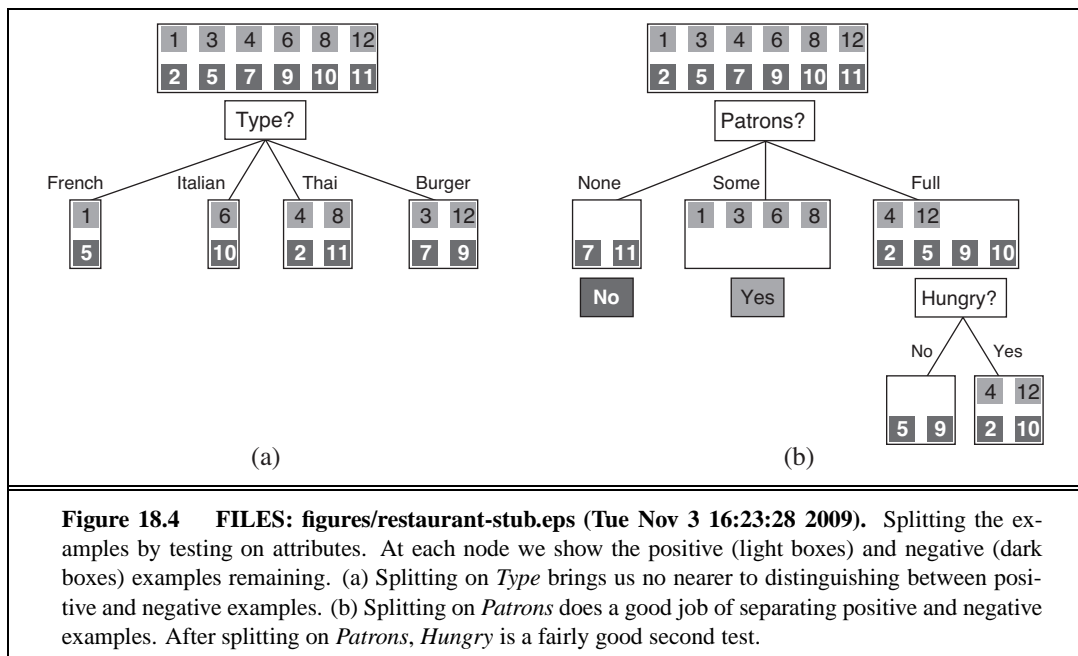 1 3 4 6 8 12
2 5 7 9 10 11
Type?
French Italian Thai Burger
1 6 4 8 3 12
5 10 2 11 7 9
(a)
1 3 4 6 8 12
2 5 7 9 10 11
Patrons?
None Some Full
1 3 6 8 4 12
7 11 2 5 9 10
No Yes Hungry?
No Yes
4 12
5 9 2 10
(b)
Figure 18.4 FILES: figures/restaurant-stub.eps (Tue Nov 3 16:23:28 2009). Splitting the ex-
amples by testing on attributes. At each node we show the positive (light boxes) and negative (dark
boxes) examples remaining. (a) Splitting on Type brings us no nearer to distinguishing between posi-
tive and negative examples. (b) Splitting on Patrons does a good job of separating positive and negative
examples. After splitting on Patrons, Hungry is a fairly good second test.